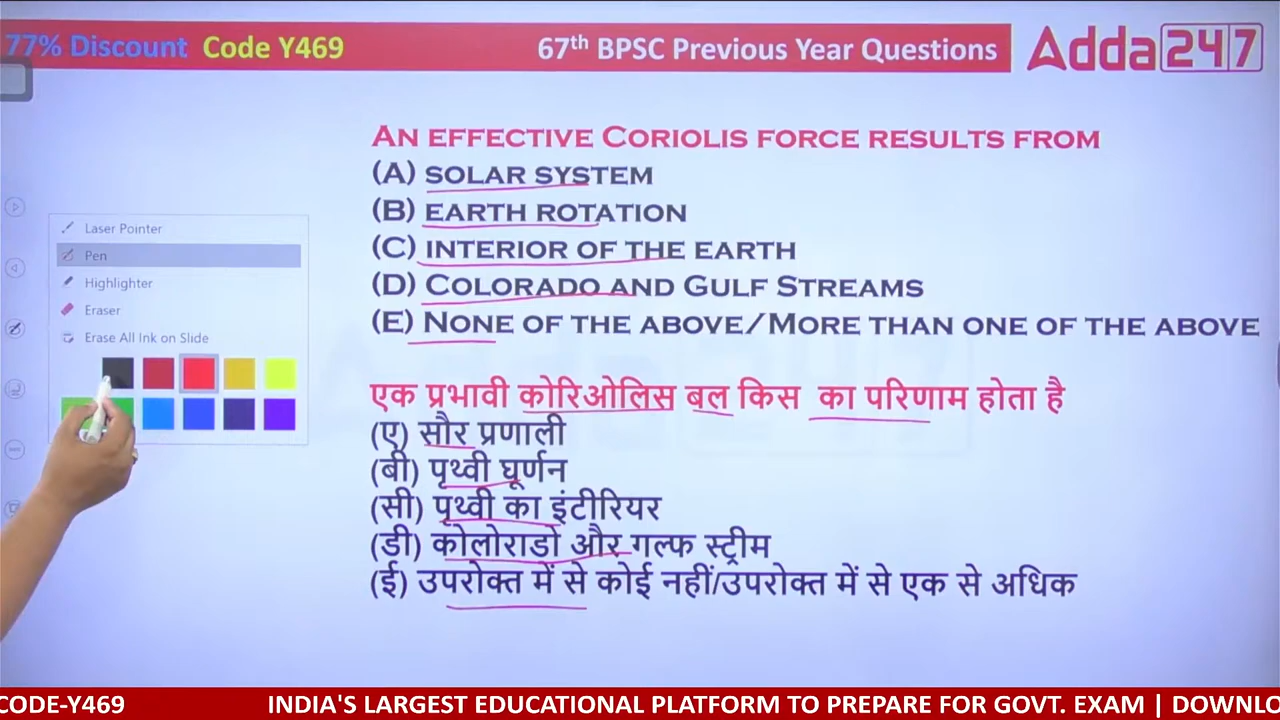 77% Discount Code Y469
67th BPSC Previous Year Questions
Adda247
AN EFFECTIVE CORIOLIS FORCE RESULTS FROM
(A) SOLAR SYSTEM
(B) EARTH ROTATION
(C) INTERIOR OF THE EARTH
(D) COLORADO AND GULF STREAMS
(E) NONE OF THE ABOVE/MORE THAN ONE OF THE ABOVE
Laser Pointer
Pen
Highlighter
Eraser
Erase All Ink on Slide
एक प्रभावी कोरिओलिस बल किस का परिणाम होता है
(ए) सौर प्रणाली
(बी) पृथ्वी घूर्णन
(सी) पृथ्वी का इंटीरियर
(डी) कोलोराडो और गल्फ स्ट्रीम
(ई) उपरोक्त में से कोई नहीं/उपरोक्त में से एक से अधिक
CODE-Y469 INDIA'S LARGEST EDUCATIONAL PLATFORM TO PREPARE FOR GOVT. EXAM |